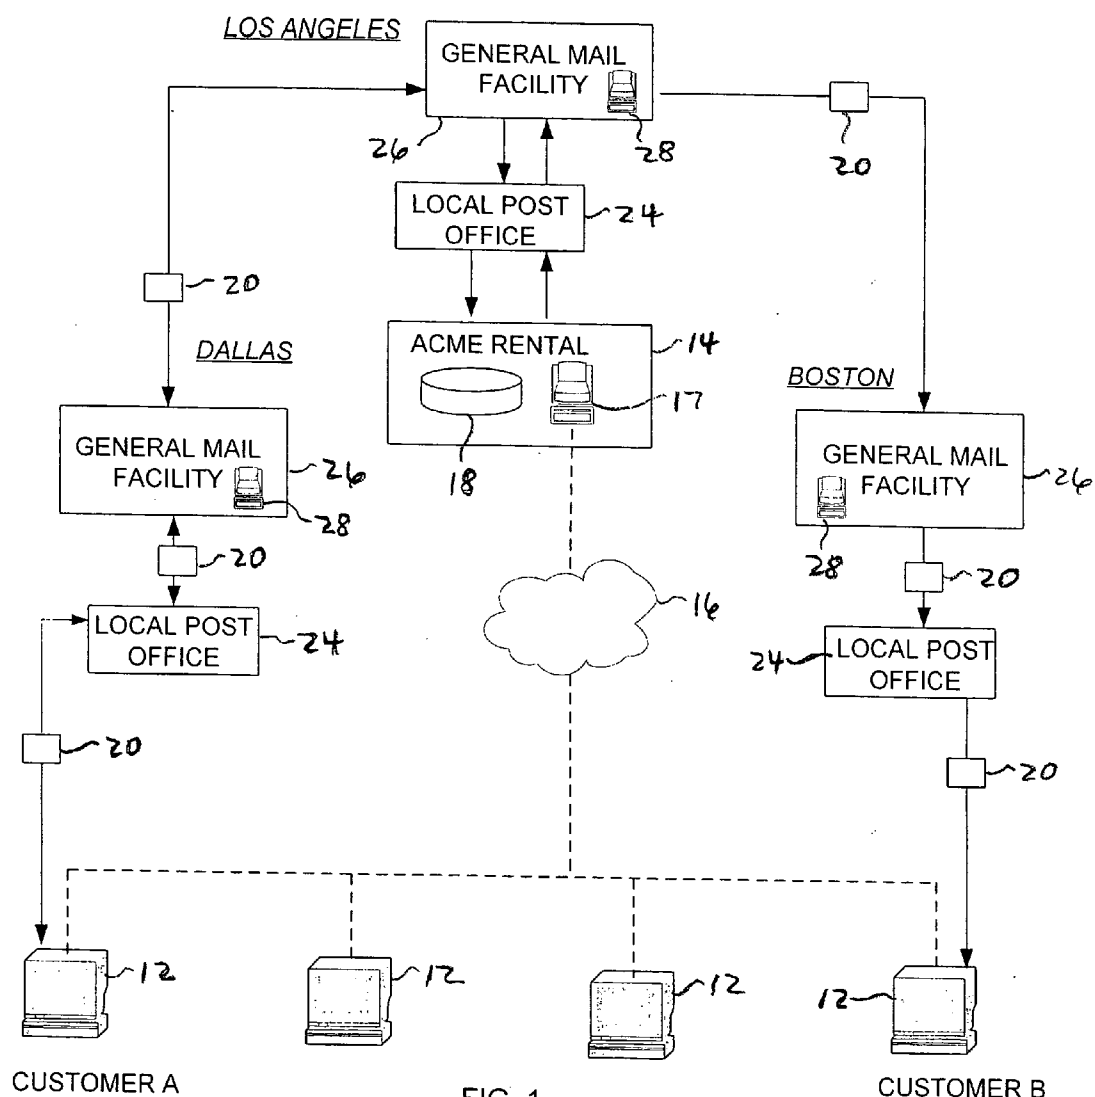 LOS ANGELES
GENERAL MAIL
FACILITY
26
28
20
LOCAL POST
OFFICE
24
20
DALLAS
ACME RENTAL
14
17
18
BOSTON
GENERAL MAIL
FACILITY
26
28
GENERAL MAIL
FACILITY
26
28
20
20
16
LOCAL POST
OFFICE
24
24
LOCAL POST
OFFICE
20
20
12
12
12
12
CUSTOMER A
FIG. 1
CUSTOMER B